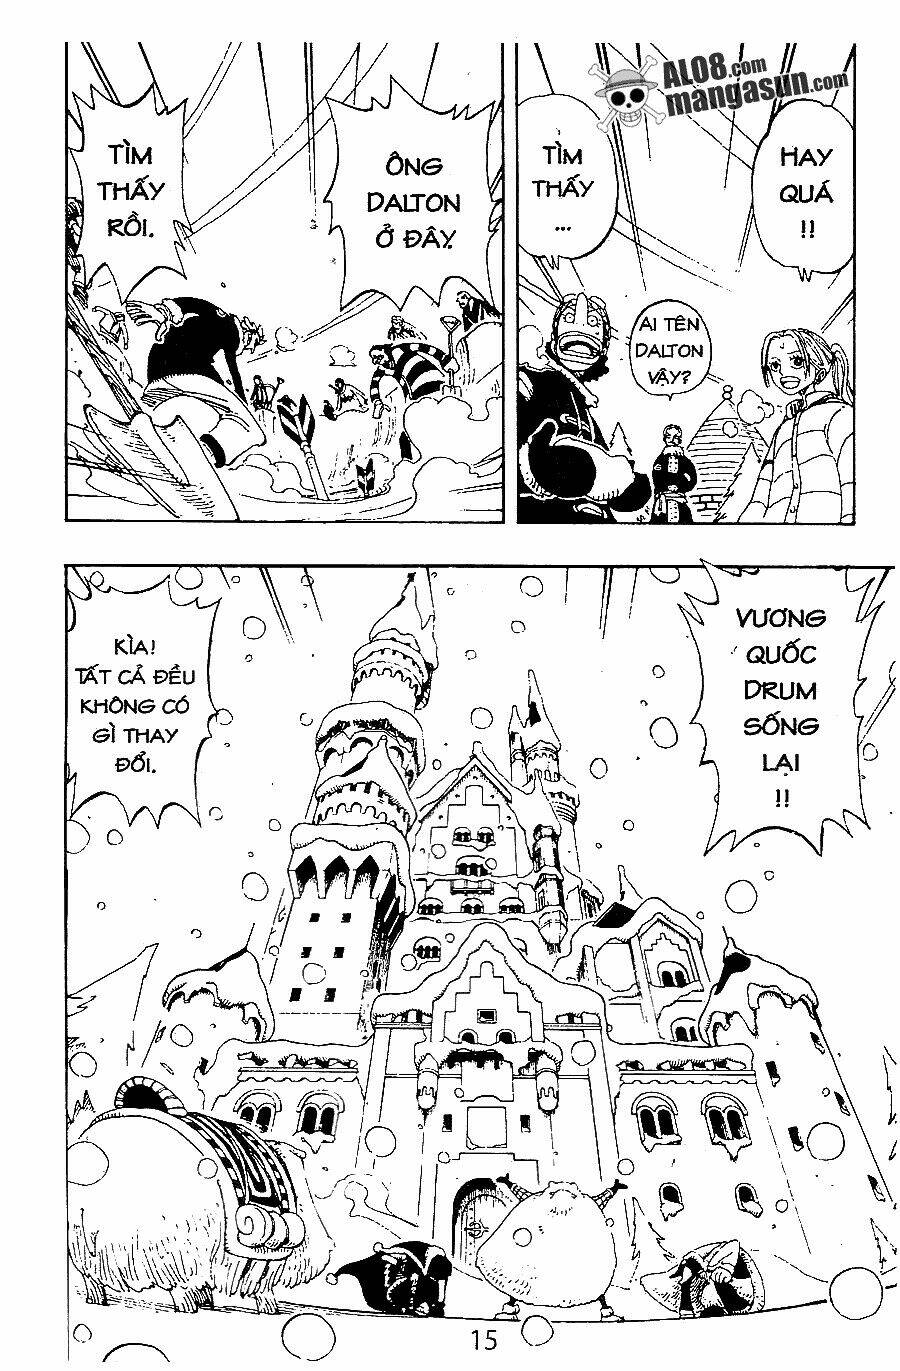 AL08.com
mangasun.com
HAY
QUÁ
!!
TÌM
THẤY
...
AI TÊN
DALTON
VẬY?
ÔNG
DALTON
Ở ĐÂY.
TÌM
THẤY
RỒI.
VƯƠNG
QUỐC
DRUM
SỐNG
LẠI
!!
KÌA!
TẤT CẢ ĐỀU
KHÔNG CÓ
GÌ THAY
ĐỔI.
15